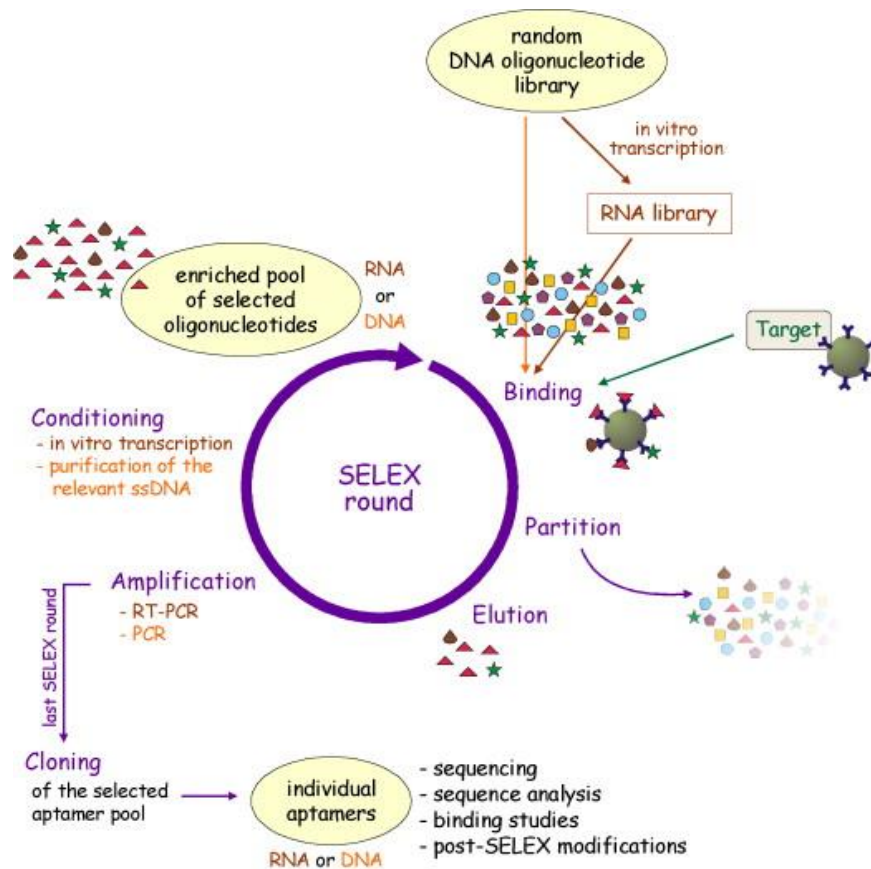 random
DNA oligonucleotide
library
in vitro
transcription
RNA library
enriched pool
of selected
oligonucleotides
RNA
or
DNA
Target
Binding
Conditioning
- in vitro transcription
- purification of the
relevant ssDNA
SELEX
round
Partition
Amplification
- RT-PCR
- PCR
Elution
last SELEX round
Cloning
of the selected
aptamer pool
individual
aptamers
RNA or DNA
- sequencing
- sequence analysis
- binding studies
- post-SELEX modifications